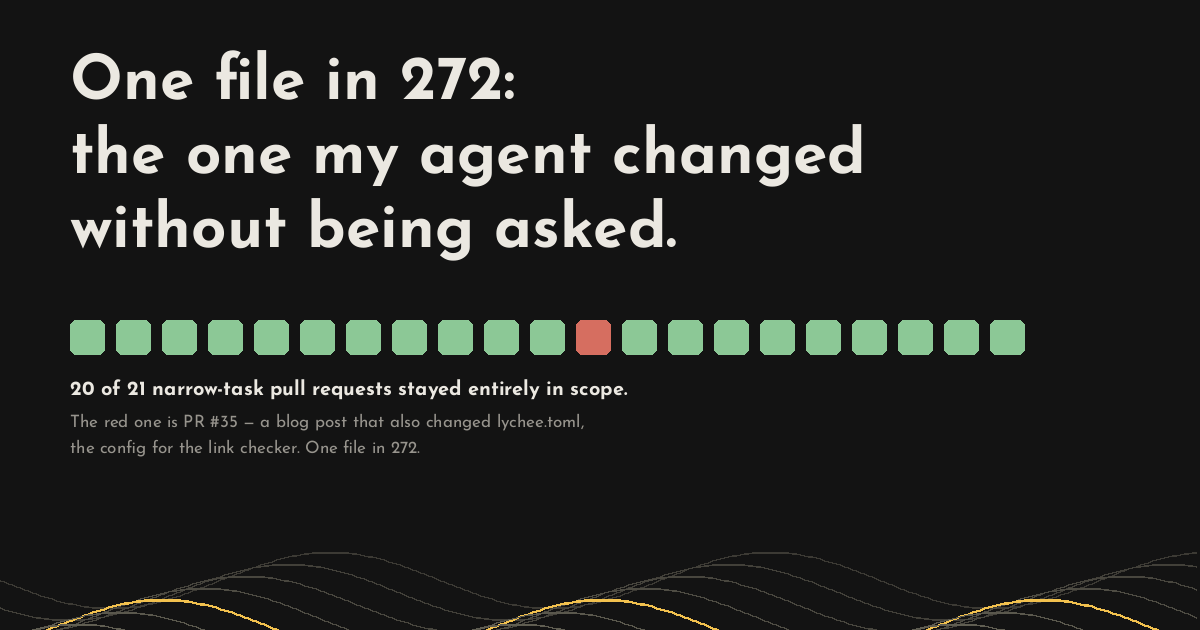 One file in 272:
the one my agent changed
without being asked.
20 of 21 narrow-task pull requests stayed entirely in scope.
The red one is PR #35 — a blog post that also changed lychee.toml,
the config for the link checker. One file in 272.